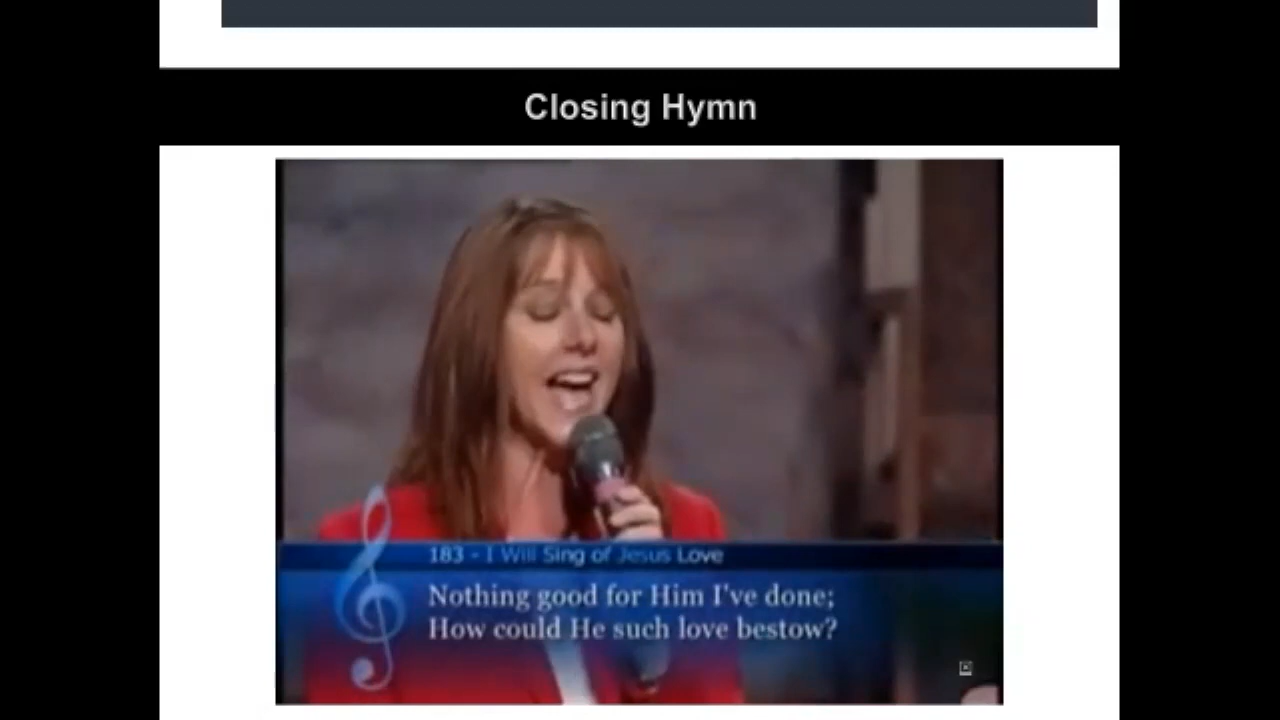 Closing Hymn
183 - I Will Sing of Jesus Love
Nothing good for Him I've done;
How could He such love bestow?